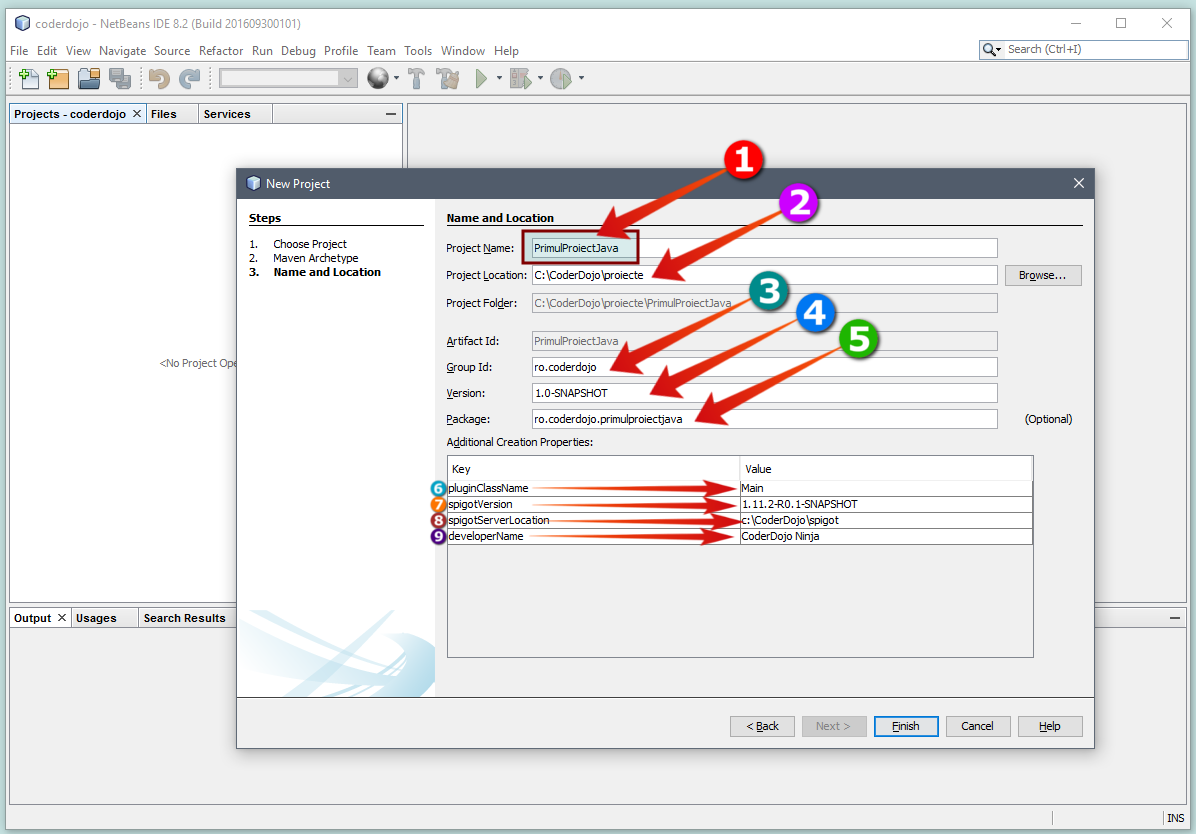 coderdojo - NetBeans IDE 8.2 (Build 201609300101)
File Edit View Navigate Source Refactor Run Debug Profile Team Tools Window Help
Search (Ctrl+I)
Projects - coderdojo Files Services
<No Project Ope
New Project
Steps
1. Choose Project
2. Maven Archetype
3. Name and Location
Name and Location
1
Project Name: PrimulProiectJava
2
Project Location: C:\CoderDojo\proiecte Browse...
Project Folder: C:\CoderDojo\proiecte\PrimulProiectJava
3
Artifact Id: PrimulProiectJava
4
Group Id: ro.coderdojo
5
Version: 1.0-SNAPSHOT
Package: ro.coderdojo.primulproiectjava (Optional)
Additional Creation Properties:
Key Value
6 pluginClassName Main
7 spigotVersion 1.11.2-R0.1-SNAPSHOT
8 spigotServerLocation c:\CoderDojo\spigot
9 developerName CoderDojo Ninja
< Back Next > Finish Cancel Help
Output Usages Search Results
INS